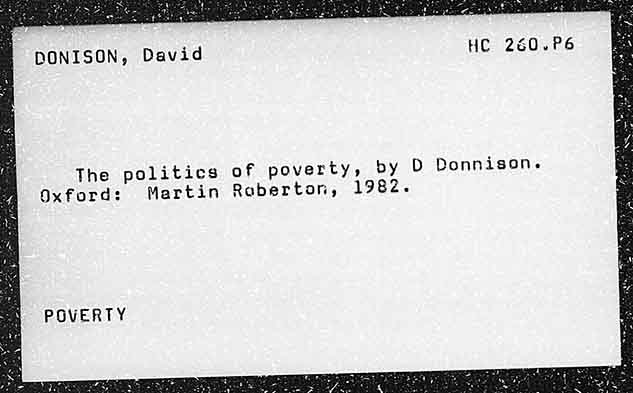 DONISON, David HC 260.P6
The politics of poverty, by D Donnison.
Oxford: Martin Roberton, 1982.
POVERTY